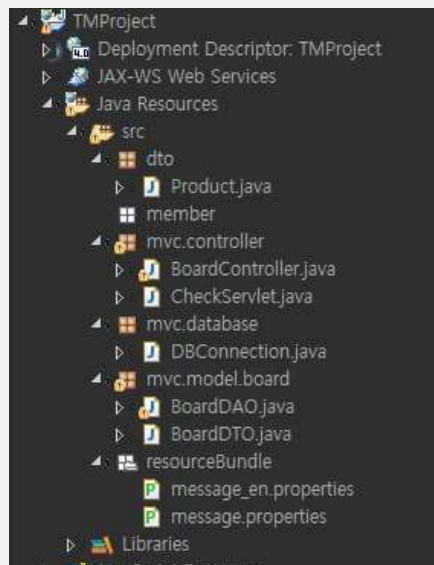 TMProject
4.0 Deployment Descriptor: TMProject
JAX-WS Web Services
Java Resources
src
dto
J Product.java
member
mvc.controller
J BoardController.java
J CheckServlet.java
mvc.database
J DBConnection.java
mvc.model.board
J BoardDAO.java
J BoardDTO.java
resourceBundle
P message_en.properties
P message.properties
Libraries